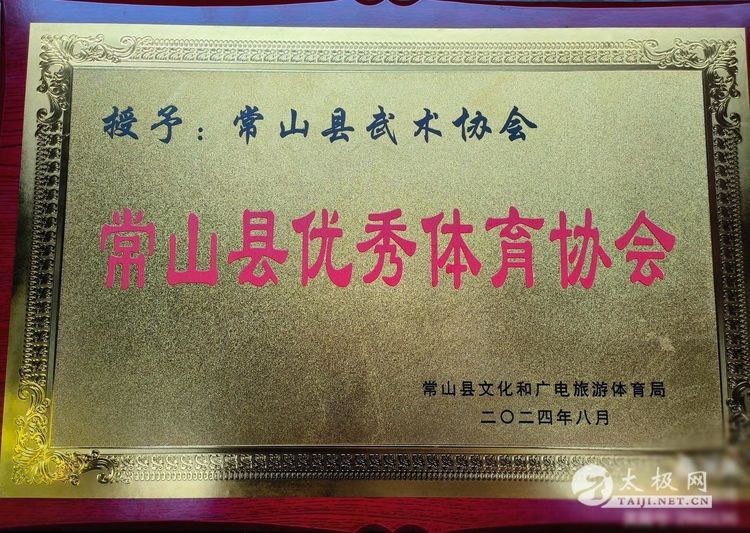 授予：常山县武术协会
常山县优秀体育协会
常山县文化和广电旅游体育局
二〇二四年八月
太极网
TAIJI.NET.CN